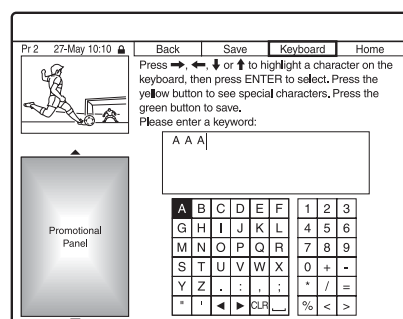 Pr 2 27-May 10:10 Back Save Keyboard Home
Press ➡, ⬅, ⬇ or ⬆ to highlight a character on the
keyboard, then press ENTER to select. Press the
yellow button to see special characters. Press the
green button to save.
Please enter a keyword:
A A A
Promotional
Panel
A B C D E F 1 2 3
G H I J K L 4 5 6
M N O P Q R 7 8 9
S T U V W X 0 + -
Y Z . : , ; * / =
" ' ◀ ▶ CLR ⎵ % < >